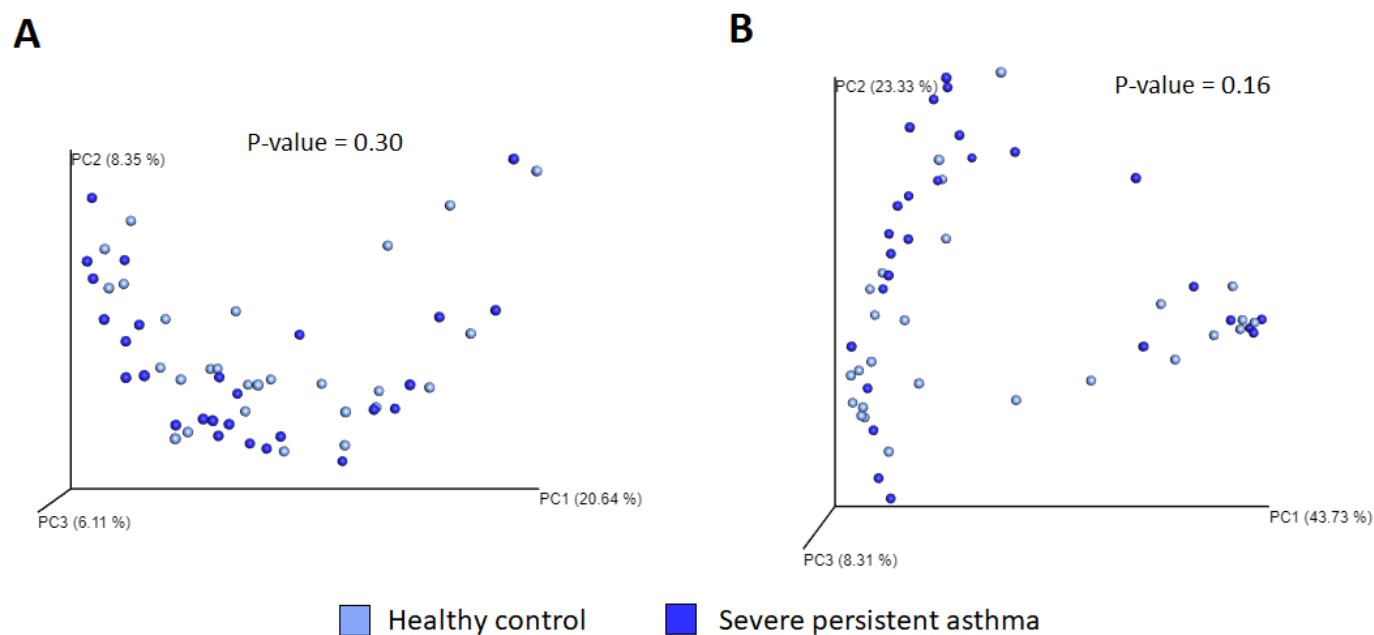 A
B
PC2 (8.35 %)
P-value = 0.30
PC1 (20.64 %)
PC3 (6.11 %)
PC2 (23.33 %)
P-value = 0.16
PC1 (43.73 %)
PC3 (8.31 %)
Healthy control
Severe persistent asthma